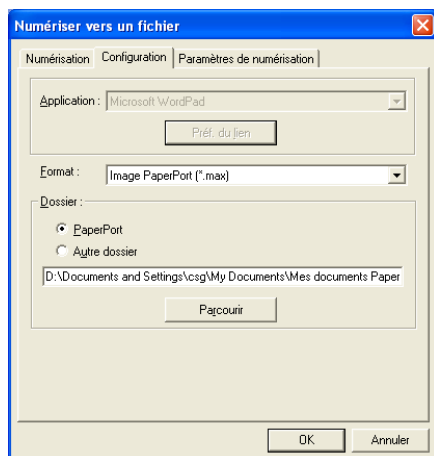 Numériser vers un fichier
Numérisation Configuration Paramètres de numérisation
Application : Microsoft WordPad
Préf. du lien
Format : Image PaperPort (*.max)
Dossier :
PaperPort
Autre dossier
D:\Documents and Settings\csg\My Documents\Mes documents Paper
Parcourir
OK Annuler